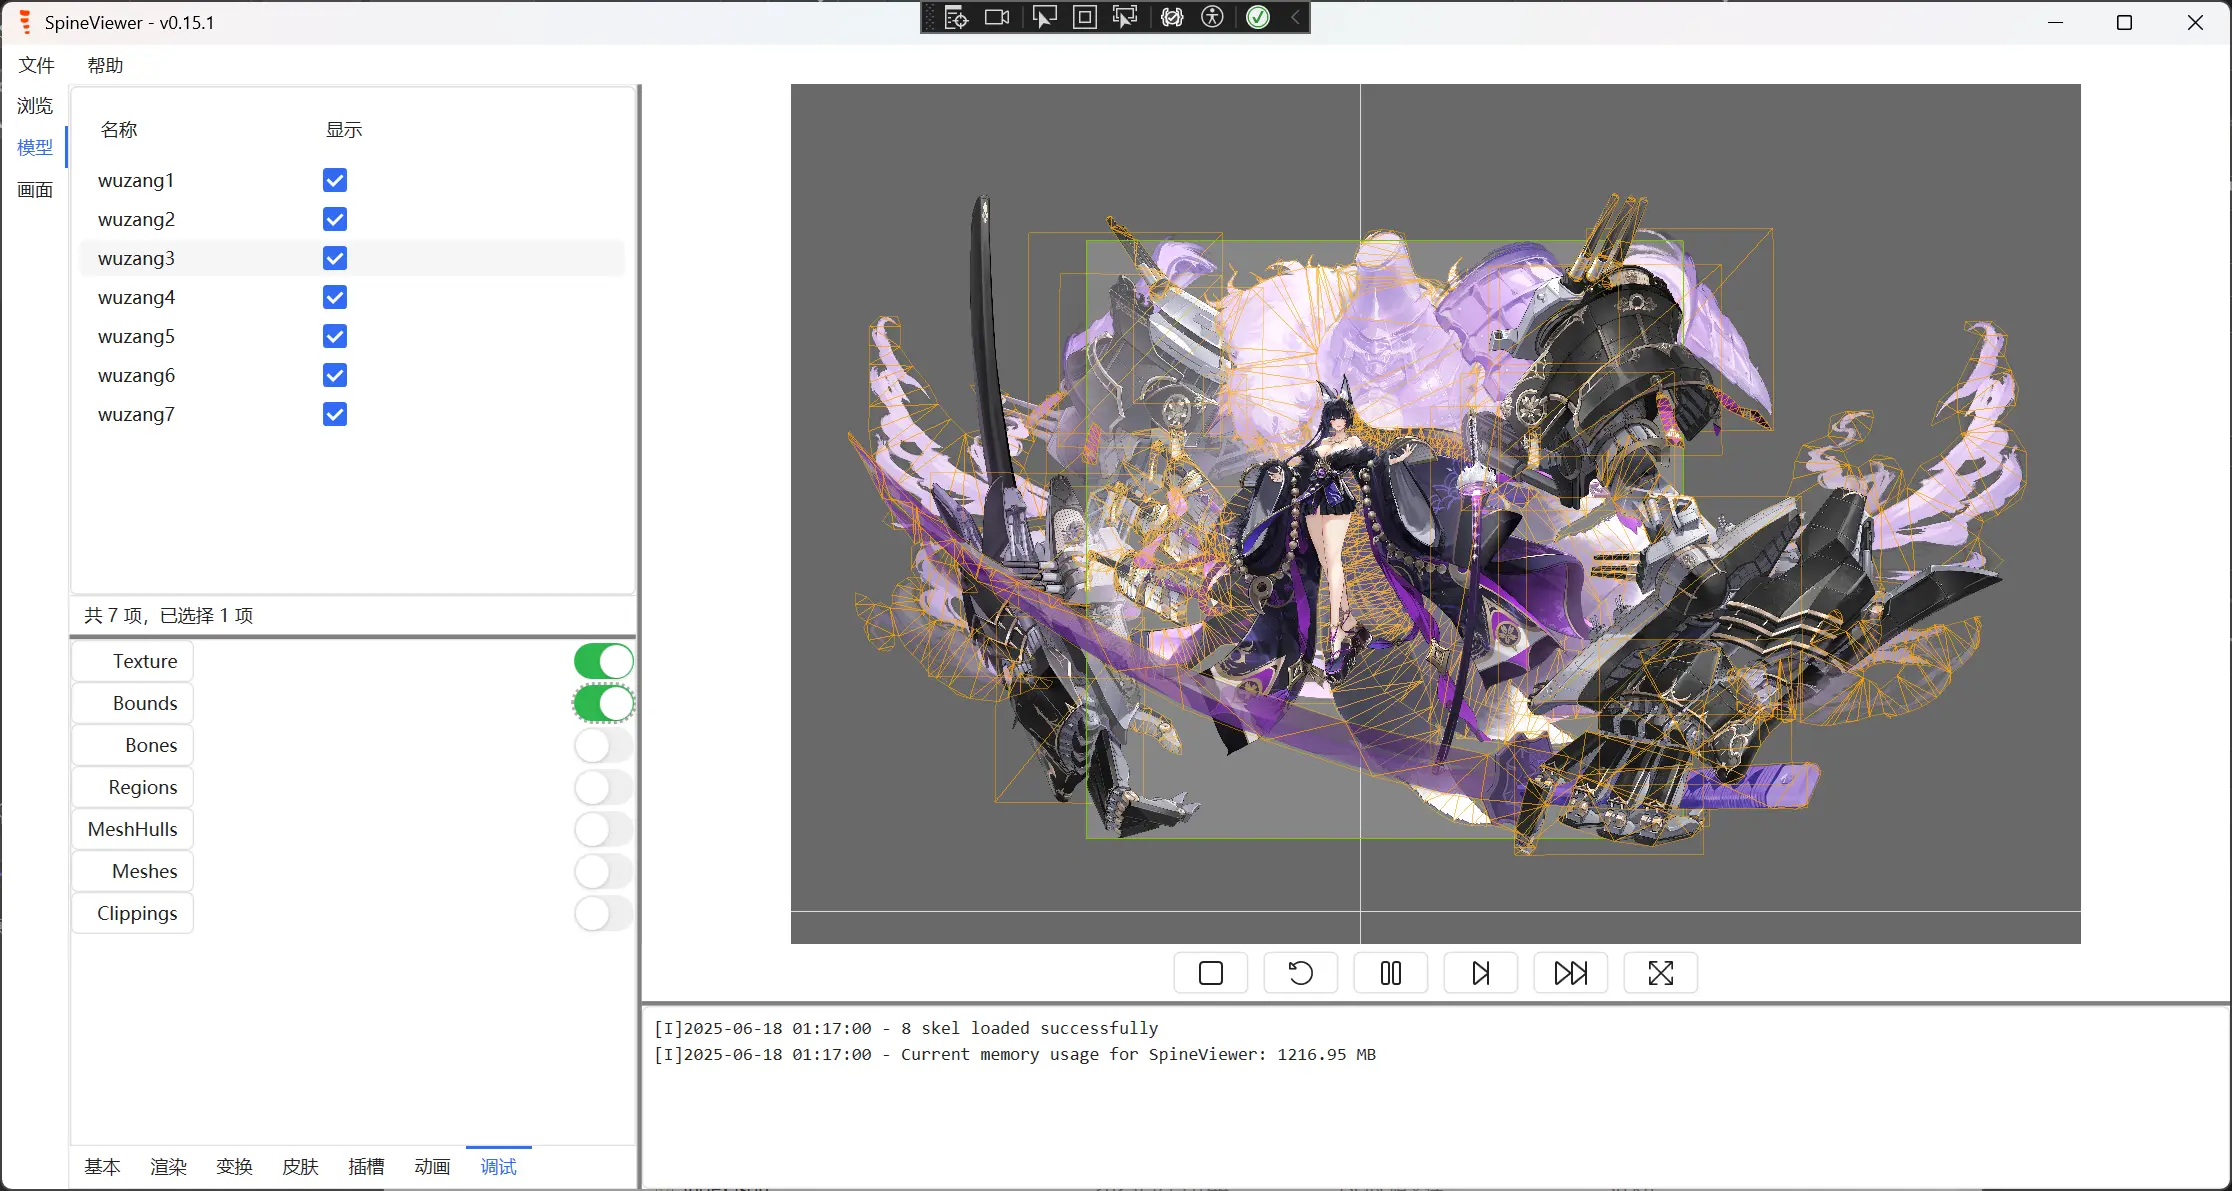 SpineViewer - v0.15.1
文件 帮助
浏览
模型
画面
名称 显示
wuzang1
wuzang2
wuzang3
wuzang4
wuzang5
wuzang6
wuzang7
共 7 项，已选择 1 项
Texture
Bounds
Bones
Regions
MeshHulls
Meshes
Clippings
基本 渲染 变换 皮肤 插槽 动画 调试
[I]2025-06-18 01:17:00 - 8 skel loaded successfully
[I]2025-06-18 01:17:00 - Current memory usage for SpineViewer: 1216.95 MB